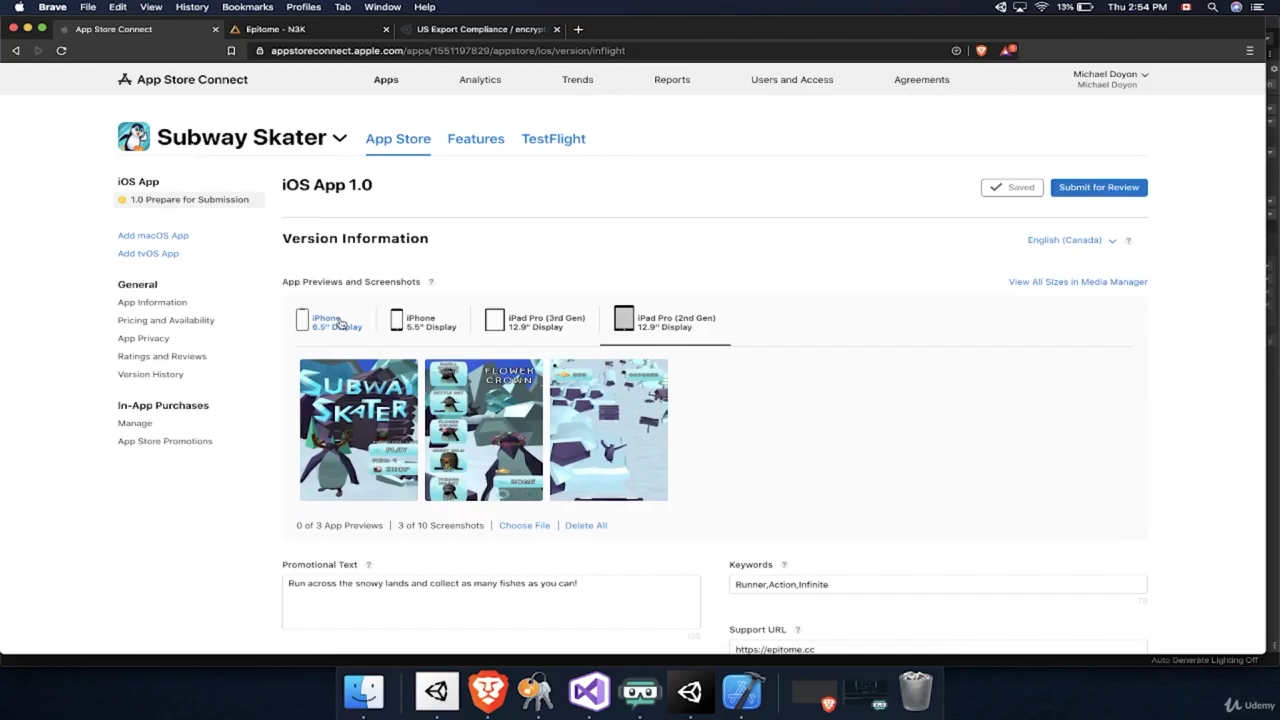 Brave File Edit View History Bookmarks Profiles Tab Window Help 13% Thu 2:54 PM
App Store Connect Epitome - N3K US Export Compliance / encrypt
appstoreconnect.apple.com/apps/1551197829/appstore/ios/version/inflight
App Store Connect Apps Analytics Trends Reports Users and Access Agreements Michael Doyon
Michael Doyon
Subway Skater App Store Features TestFlight
iOS App
1.0 Prepare for Submission
Add macOS App
Add tvOS App
General
App Information
Pricing and Availability
App Privacy
Ratings and Reviews
Version History
In-App Purchases
Manage
App Store Promotions
iOS App 1.0 Saved Submit for Review
Version Information English (Canada) ?
App Previews and Screenshots ? View All Sizes in Media Manager
iPhone
6.5" Display
iPhone
5.5" Display
iPad Pro (3rd Gen)
12.9" Display
iPad Pro (2nd Gen)
12.9" Display
SUBWAY
SKATER
PLAY
SHOP
FLOWER
CROWN
0 of 3 App Previews | 3 of 10 Screenshots | Choose File | Delete All
Promotional Text ?
Run across the snowy lands and collect as many fishes as you can!
Keywords ?
Runner,Action,Infinite
78
Support URL ?
https://epitome.cc
Auto Generate Lighting Off
Udemy